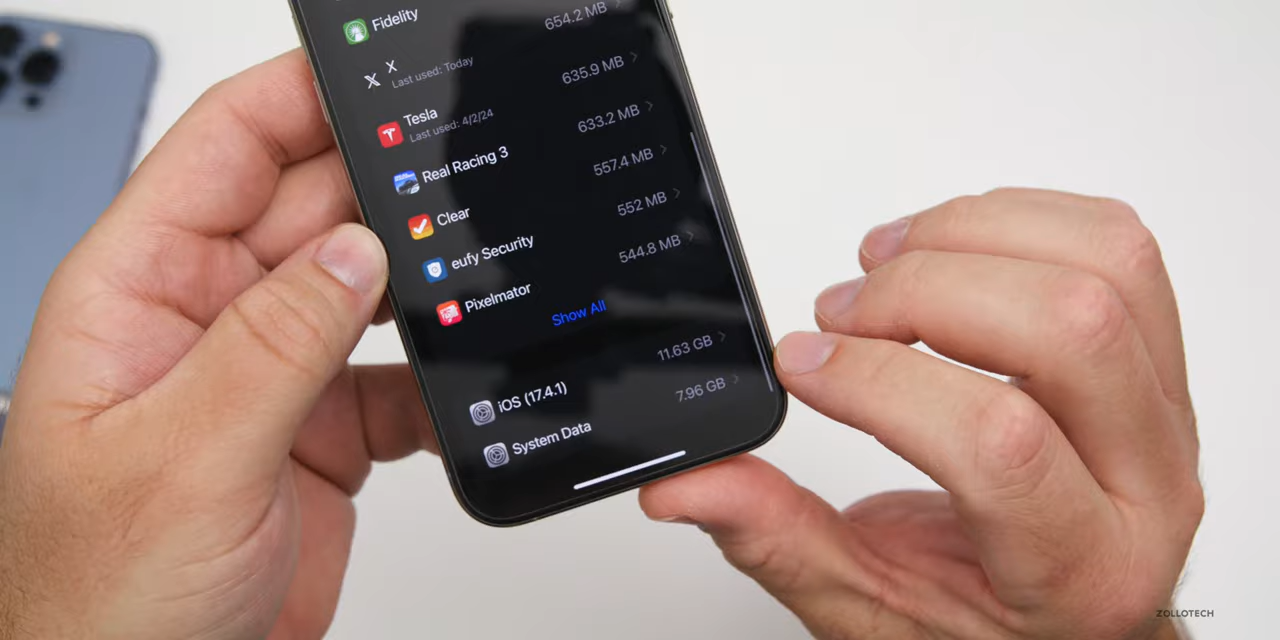 Fidelity
X 654.2 MB
Last used: Today
Tesla 635.9 MB
Last used: 4/2/24
Real Racing 3 633.2 MB
Clear 557.4 MB
eufy Security 552 MB
Pixelmator 544.8 MB
Show All
iOS (17.4.1) 11.63 GB
System Data 7.96 GB
ZOLLOTECH